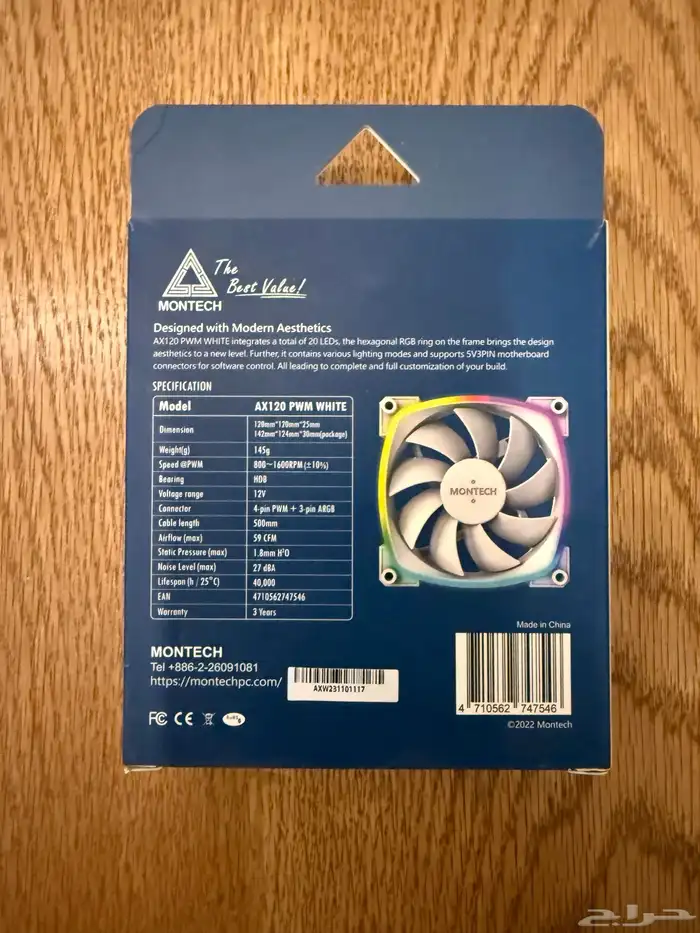 The
Best Value!
MONTECH
Designed with Modern Aesthetics
AX120 PWM WHITE integrates a total of 20 LEDs, the hexagonal RGB ring on the frame brings the design
aesthetics to a new level. Further, it contains various lighting modes and supports 5V3PIN motherboard
connectors for software control. All leading to complete and full customization of your build.
SPECIFICATION
Model AX120 PWM WHITE
Dimension 120mm*120mm*25mm
142mm*124mm*30mm(package)
Weight(g) 145g
Speed @PWM 800~1600RPM (±10%)
Bearing HDB
Voltage range 12V
Connector 4-pin PWM + 3-pin ARGB
Cable length 500mm
Airflow (max) 59 CFM
Static Pressure (max) 1.8mm H²O
Noise Level (max) 27 dBA
Lifespan (h / 25°C) 40,000
EAN 4710562747546
Warranty 3 Years
MONTECH
Made in China
MONTECH
Tel +886-2-26091081
https://montechpc.com/
AXW231101117
4 710562 747546
FC CE RoHS
©2022 Montech
حراج